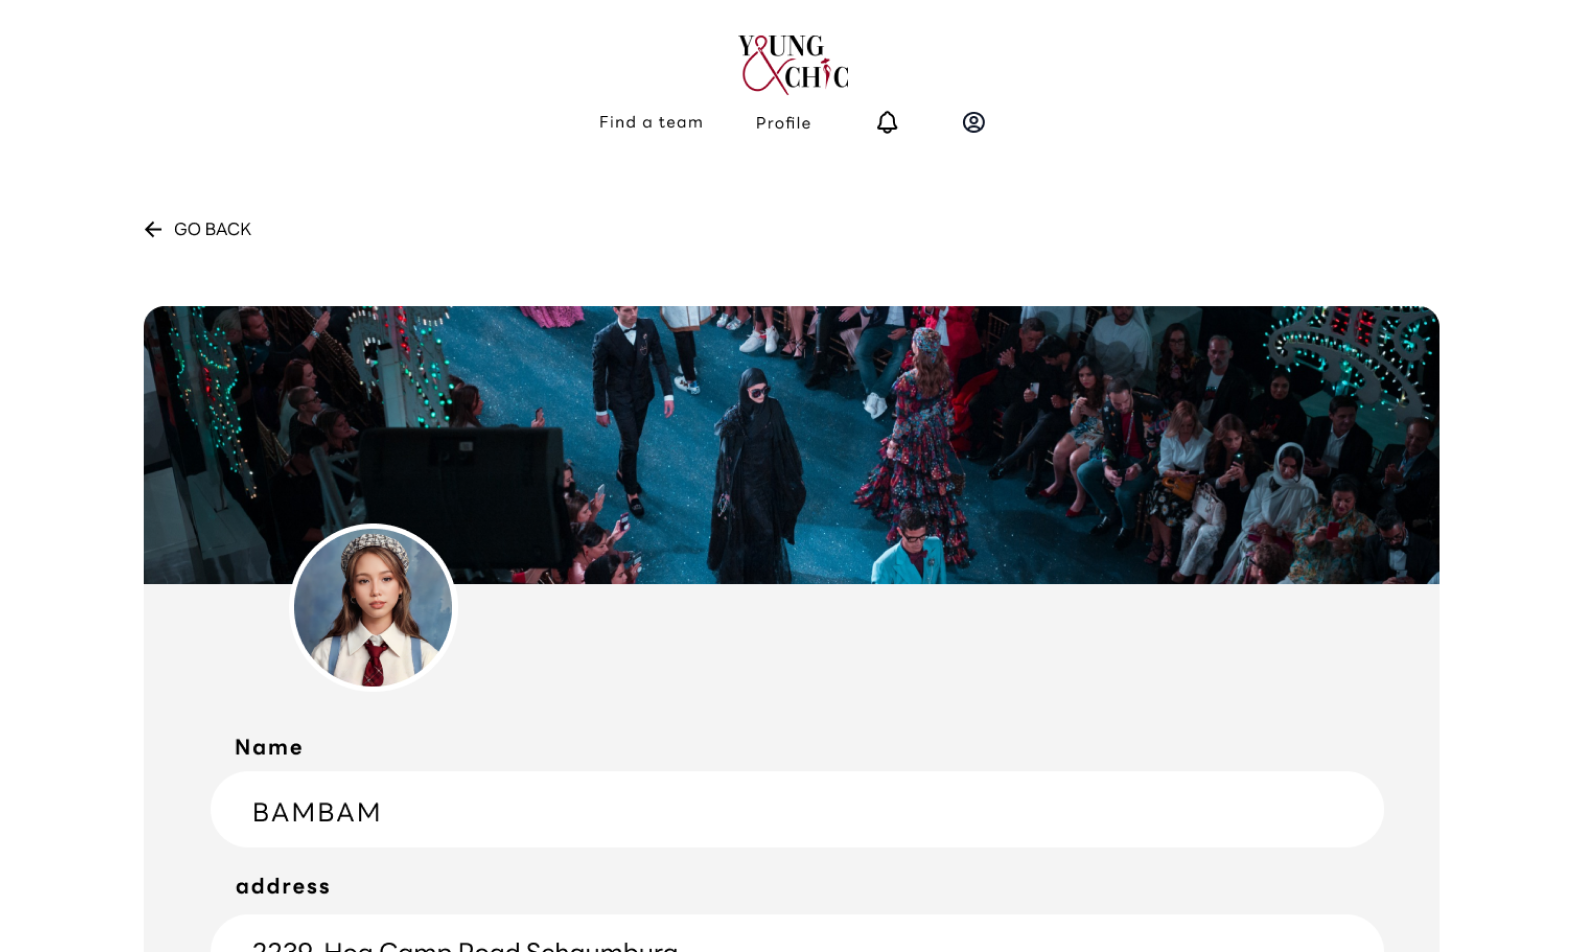 YOUNG
&CHIC
Find a team
Profile
GO BACK
Name
BAMBAM
address
2239, Hog Camp Road Schaumburg